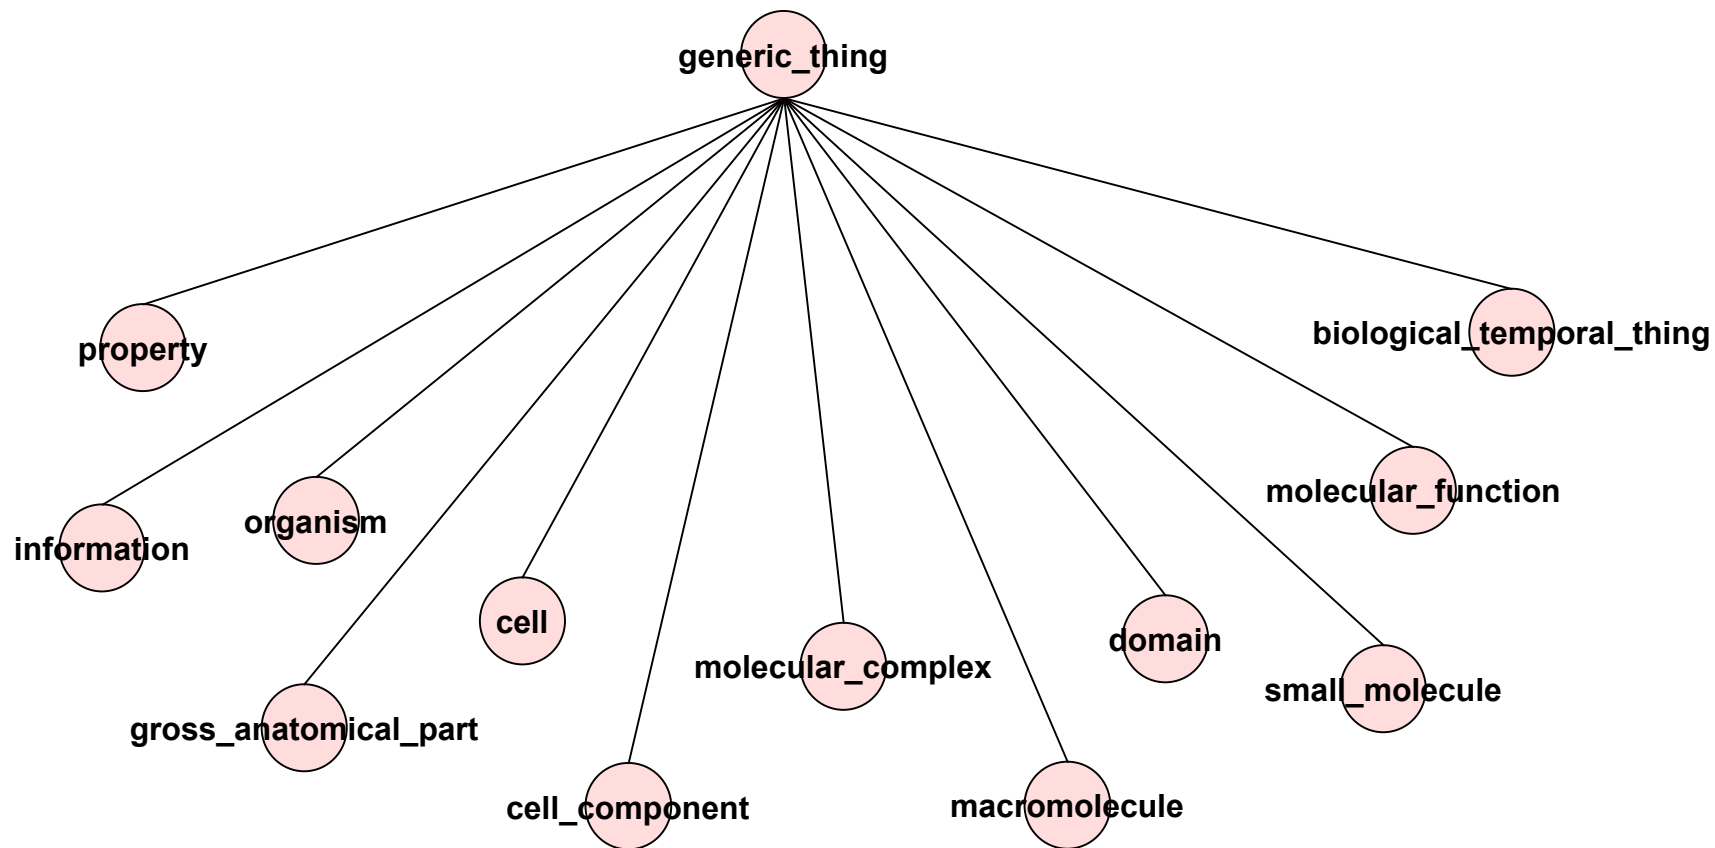 generic_thing
biological_temporal_thing
property
molecular_function
organism
information
cell
domain
molecular_complex
small_molecule
gross_anatomical_part
cell_component
macromolecule